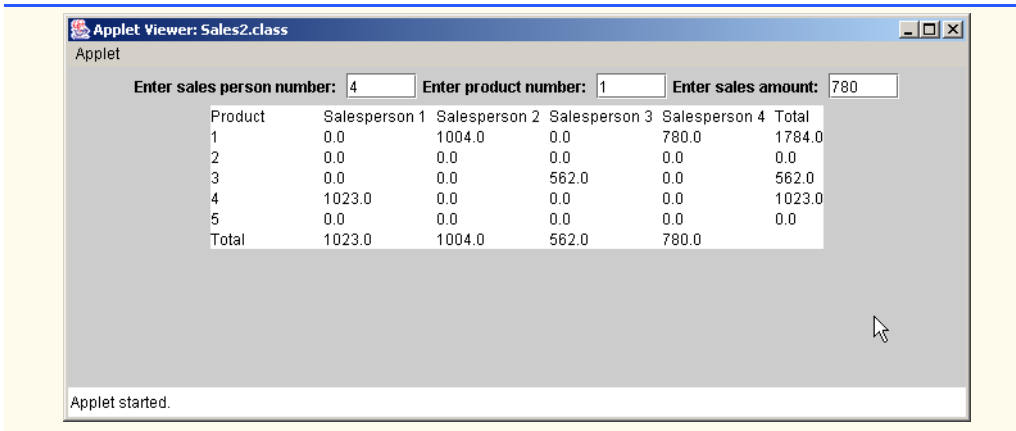 Applet Viewer: Sales2.class
Applet
Enter sales person number: 4 Enter product number: 1 Enter sales amount: 780
Product Salesperson 1 Salesperson 2 Salesperson 3 Salesperson 4 Total
1 0.0 1004.0 0.0 780.0 1784.0
2 0.0 0.0 0.0 0.0 0.0
3 0.0 0.0 562.0 0.0 562.0
4 1023.0 0.0 0.0 0.0 1023.0
5 0.0 0.0 0.0 0.0 0.0
Total 1023.0 1004.0 562.0 780.0
Applet started.